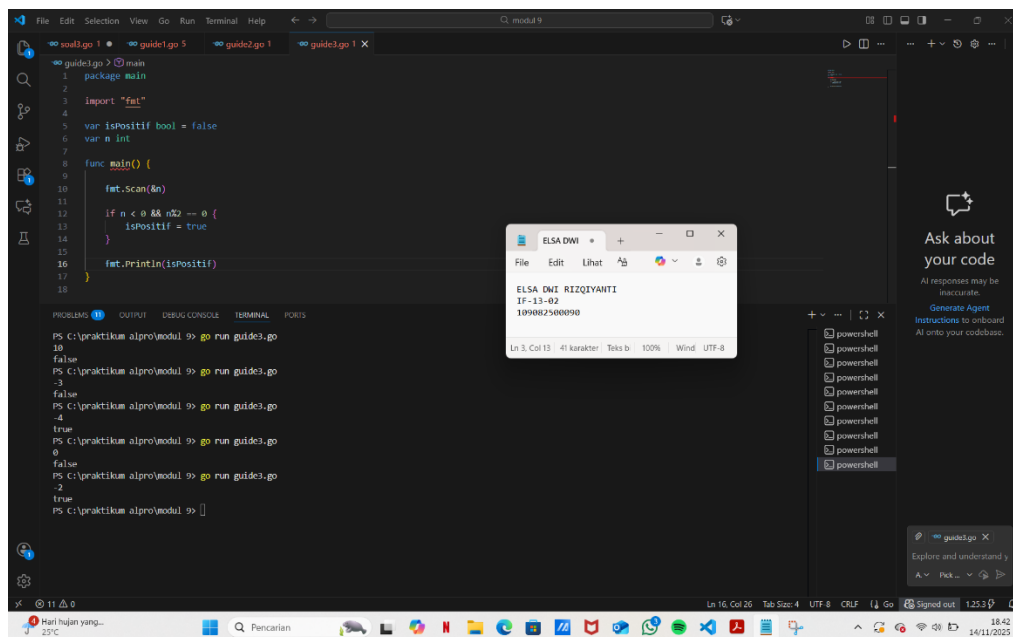 File Edit Selection View Go Run Terminal Help
modul 9
soal3.go 1
guide1.go 5
guide2.go 1
guide3.go 1
guide3.go > main
1 package main
2
3 import "fmt"
4
5 var isPositif bool = false
6 var n int
7
8 func main() {
9
10 fmt.Scan(&n)
11
12 if n < 0 && n%2 == 0 {
13 isPositif = true
14 }
15
16 fmt.Println(isPositif)
17 }
18
Ask about
your code
AI responses may be
inaccurate.
Generate Agent
Instructions to onboard
AI onto your codebase.
ELSA DWI
File Edit Lihat
ELSA DWI RIZQIYANTI
IF-13-02
109082500090
Ln 3, Col 13 41 karakter Teks b 100% Wind UTF-8
PROBLEMS 11 OUTPUT DEBUG CONSOLE TERMINAL PORTS
PS C:\praktikum alpro\modul 9> go run guide3.go
10
false
PS C:\praktikum alpro\modul 9> go run guide3.go
-3
false
PS C:\praktikum alpro\modul 9> go run guide3.go
-4
true
PS C:\praktikum alpro\modul 9> go run guide3.go
0
false
PS C:\praktikum alpro\modul 9> go run guide3.go
-2
true
PS C:\praktikum alpro\modul 9>
powershell
powershell
powershell
powershell
powershell
powershell
powershell
powershell
powershell
powershell
guide3.go
Explore and understand y
Pick...
11 0
Ln 16, Col 26 Tab Size: 4 UTF-8 CRLF Go Signed out 1.25.3
4 Hari hujan yang...
25°C
Pencarian
18.42
14/11/2025